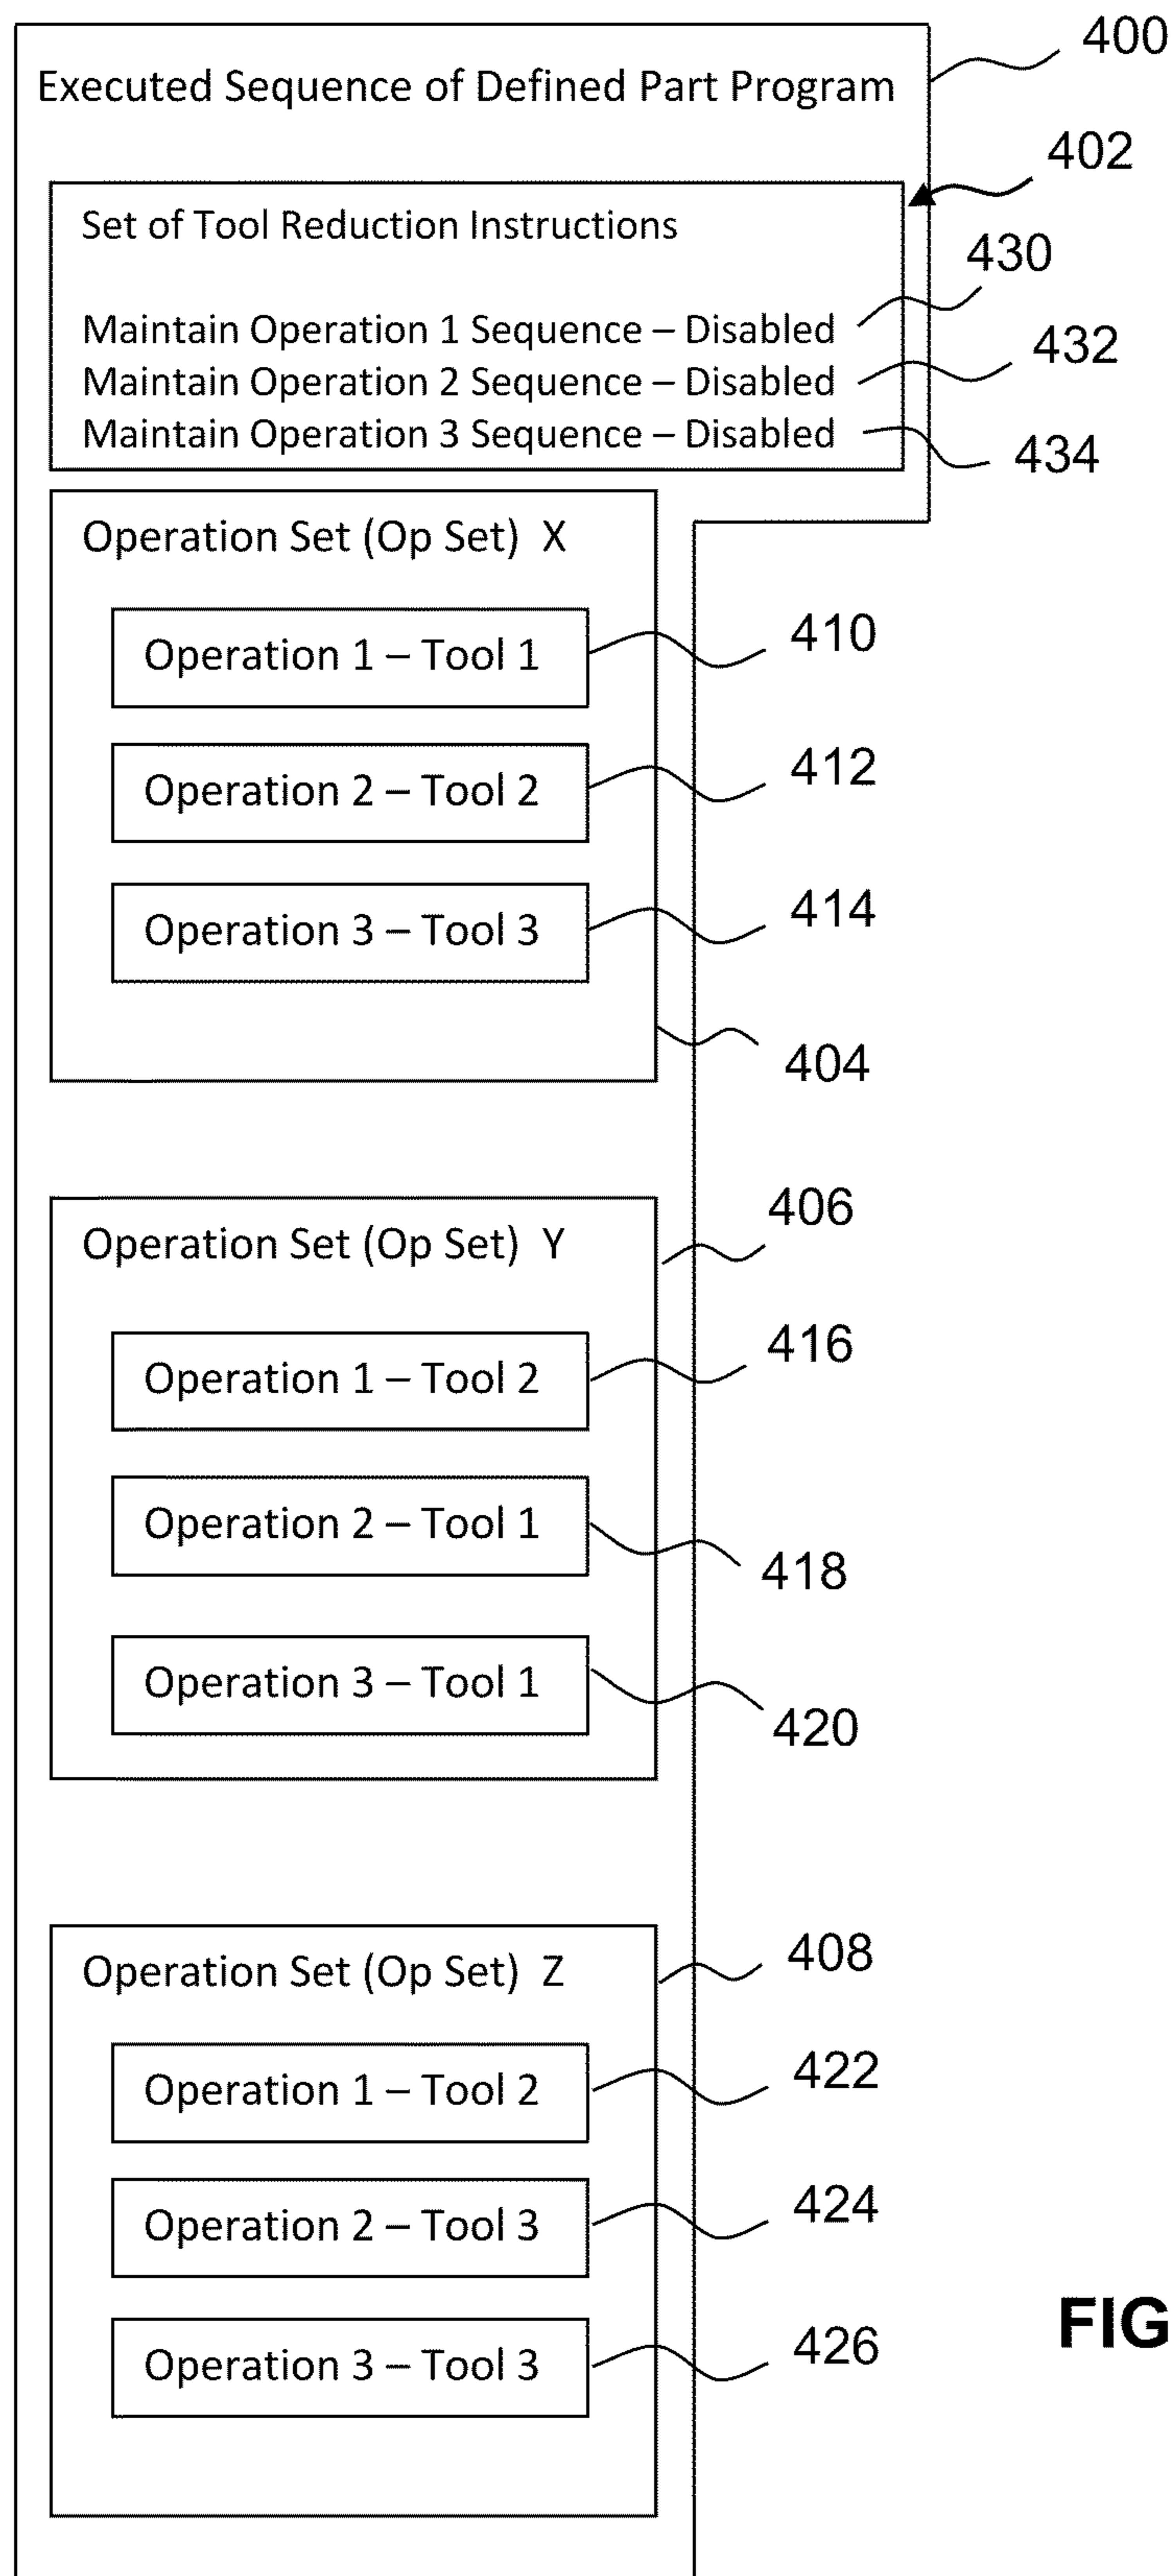 400
Executed Sequence of Defined Part Program
402
Set of Tool Reduction Instructions
430
Maintain Operation 1 Sequence – Disabled
432
Maintain Operation 2 Sequence – Disabled
Maintain Operation 3 Sequence – Disabled
434
Operation Set (Op Set) X
Operation 1 – Tool 1
410
Operation 2 – Tool 2
412
Operation 3 – Tool 3
414
404
406
Operation Set (Op Set) Y
Operation 1 – Tool 2
416
Operation 2 – Tool 1
418
Operation 3 – Tool 1
420
408
Operation Set (Op Set) Z
Operation 1 – Tool 2
422
Operation 2 – Tool 3
424
Operation 3 – Tool 3
426
FIG